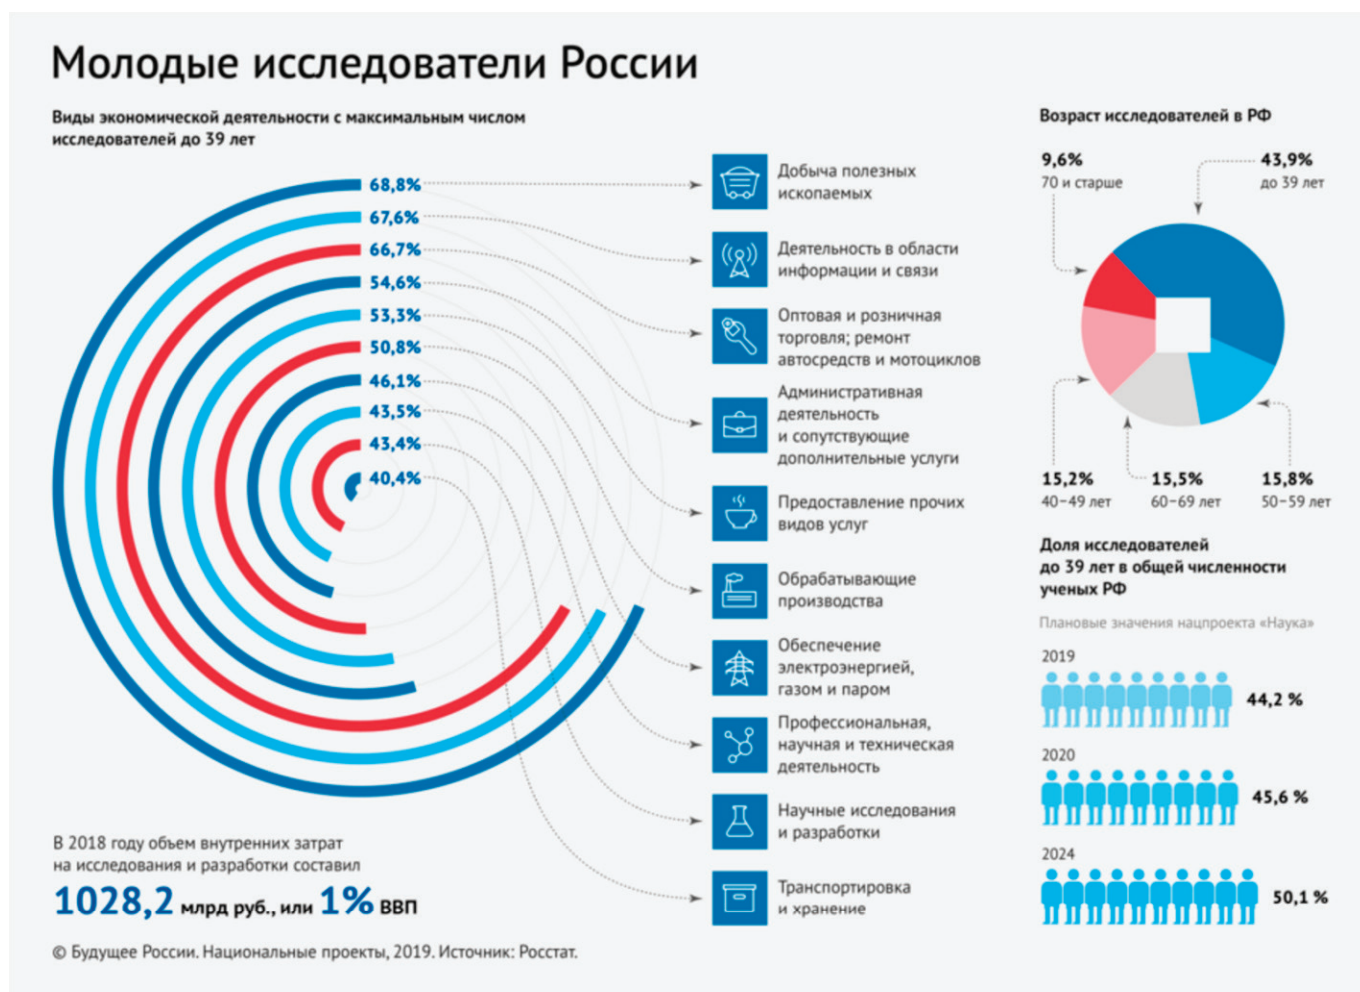 Молодые исследователи России
Виды экономической деятельности с максимальным числом
исследователей до 39 лет
68,8%
67,6%
66,7%
54,6%
53,3%
50,8%
46,1%
43,5%
43,4%
40,4%
Добыча полезных
ископаемых
Деятельность в области
информации и связи
Оптовая и розничная
торговля; ремонт
автосредств и мотоциклов
Административная
деятельность
и сопутствующие
дополнительные услуги
Предоставление прочих
видов услуг
Обрабатывающие
производства
Обеспечение
электроэнергией,
газом и паром
Профессиональная,
научная и техническая
деятельность
Научные исследования
и разработки
Транспортировка
и хранение
Возраст исследователей в РФ
9,6%
70 и старше
43,9%
до 39 лет
15,2%
40–49 лет
15,5%
60–69 лет
15,8%
50–59 лет
Доля исследователей
до 39 лет в общей численности
ученых РФ
Плановые значения нацпроекта «Наука»
2019
44,2 %
2020
45,6 %
2024
50,1 %
В 2018 году объем внутренних затрат
на исследования и разработки составил
1028,2 млрд руб., или 1% ВВП
© Будущее России. Национальные проекты, 2019. Источник: Росстат.